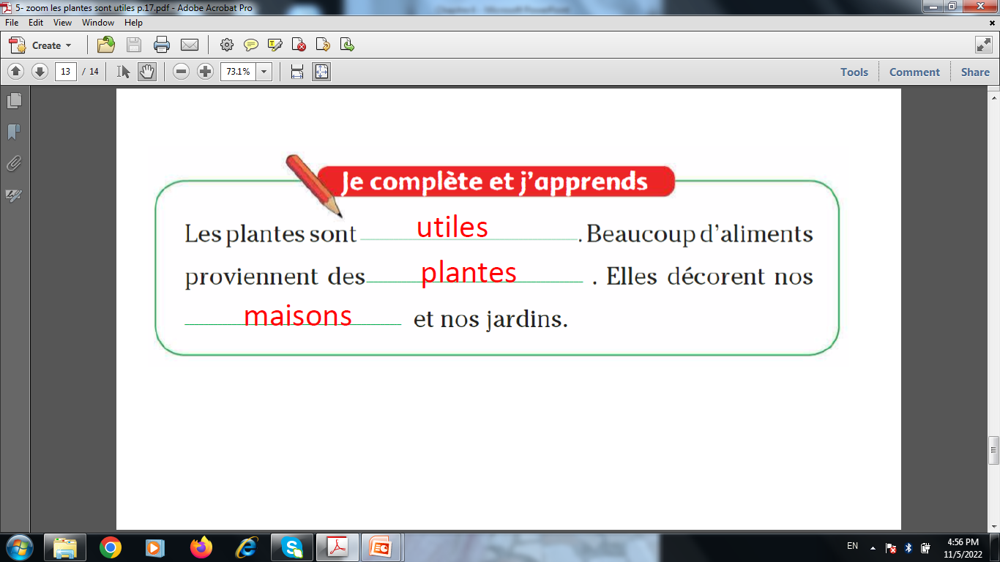 5- zoom les plantes sont utiles p.17.pdf - Adobe Acrobat Pro
File Edit View Window Help
Create
13 / 14 73.1% Tools Comment Share
Je complète et j'apprends
Les plantes sont utiles . Beaucoup d'aliments
proviennent des plantes . Elles décorent nos
maisons et nos jardins.
EN 4:56 PM
11/5/2022